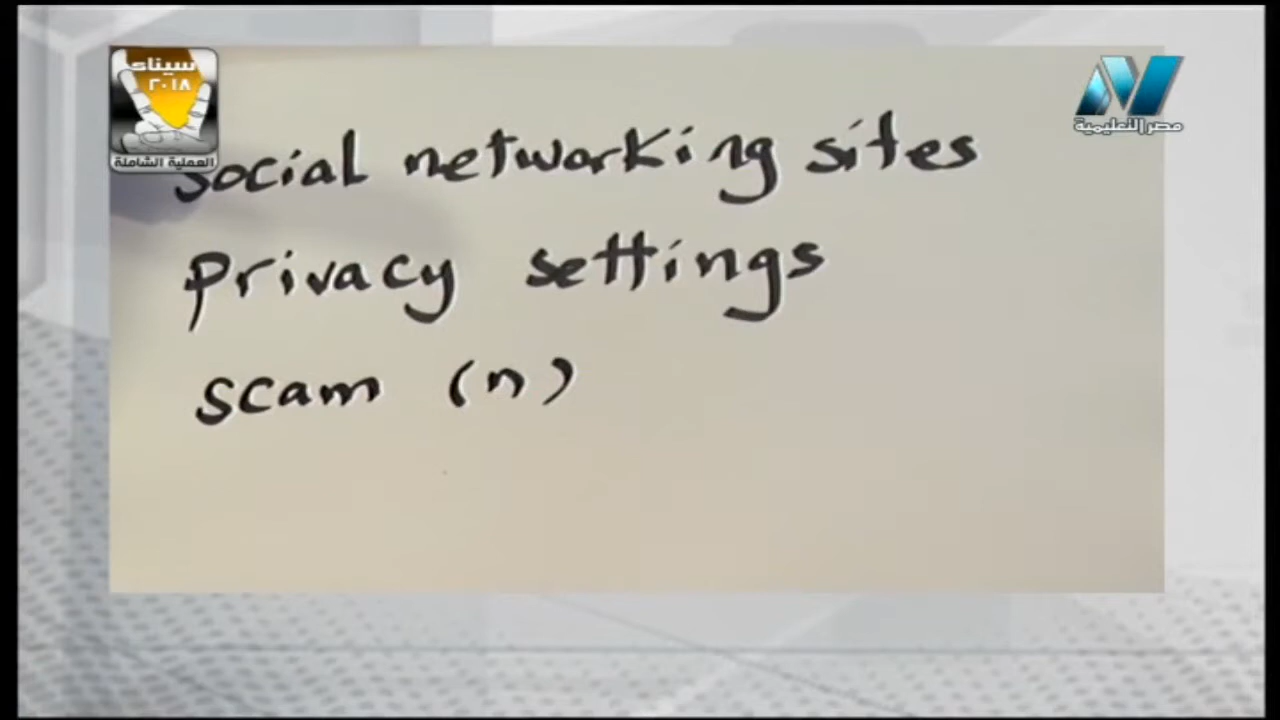 سيناء
٢٠١٨
العملية الشاملة
مصر التعليمية
social networking sites
privacy settings
scam (n)